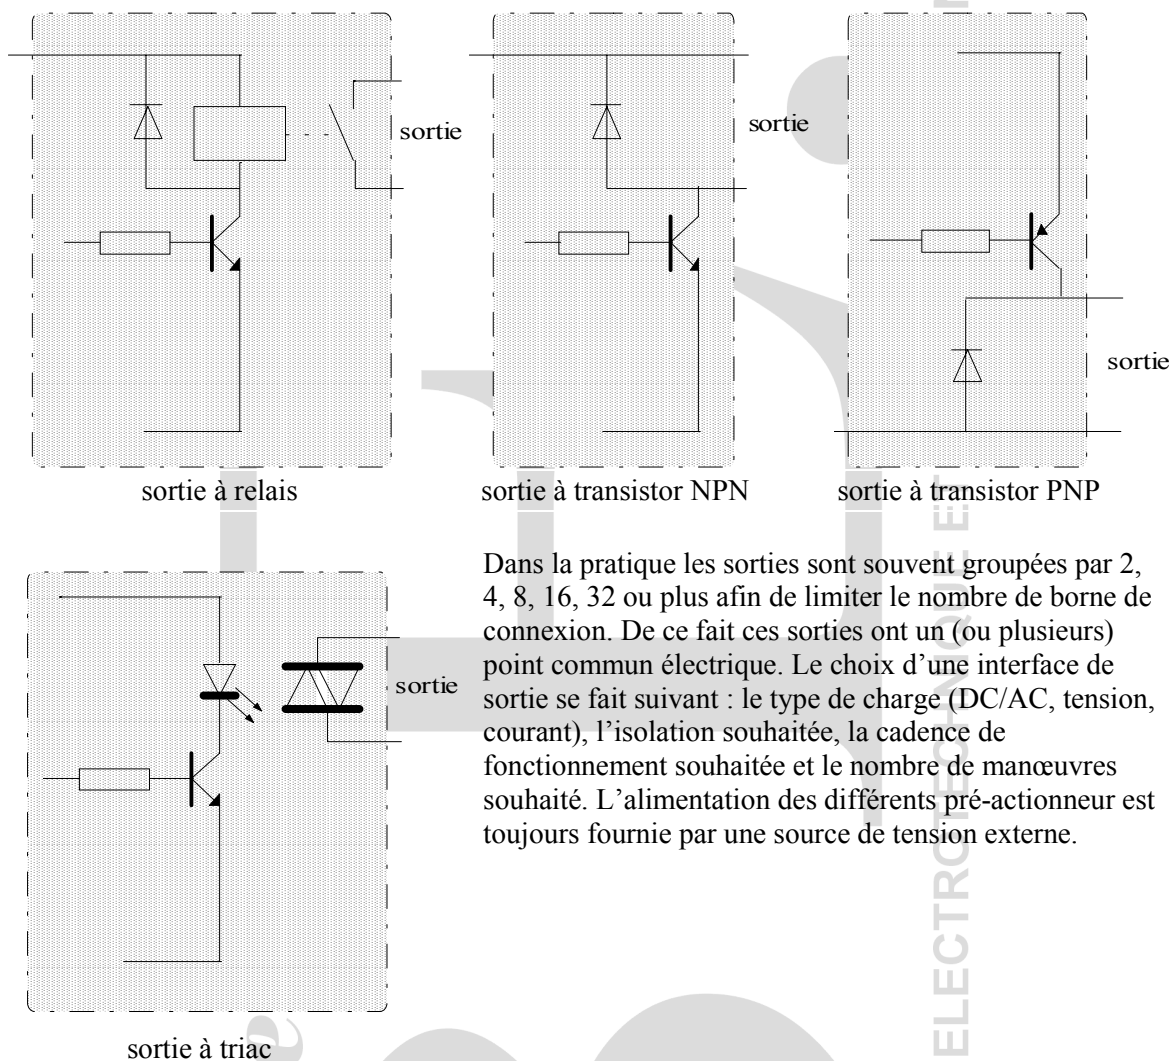 sortie
sortie
sortie
sortie à relais
sortie à transistor NPN
sortie à transistor PNP
sortie
Dans la pratique les sorties sont souvent groupées par 2,
4, 8, 16, 32 ou plus afin de limiter le nombre de borne de
connexion. De ce fait ces sorties ont un (ou plusieurs)
point commun électrique. Le choix d’une interface de
sortie se fait suivant : le type de charge (DC/AC, tension,
courant), l’isolation souhaitée, la cadence de
fonctionnement souhaitée et le nombre de manœuvres
souhaité. L’alimentation des différents pré-actionneur est
toujours fournie par une source de tension externe.
sortie à triac
ELECTROTECHNIQUE ET